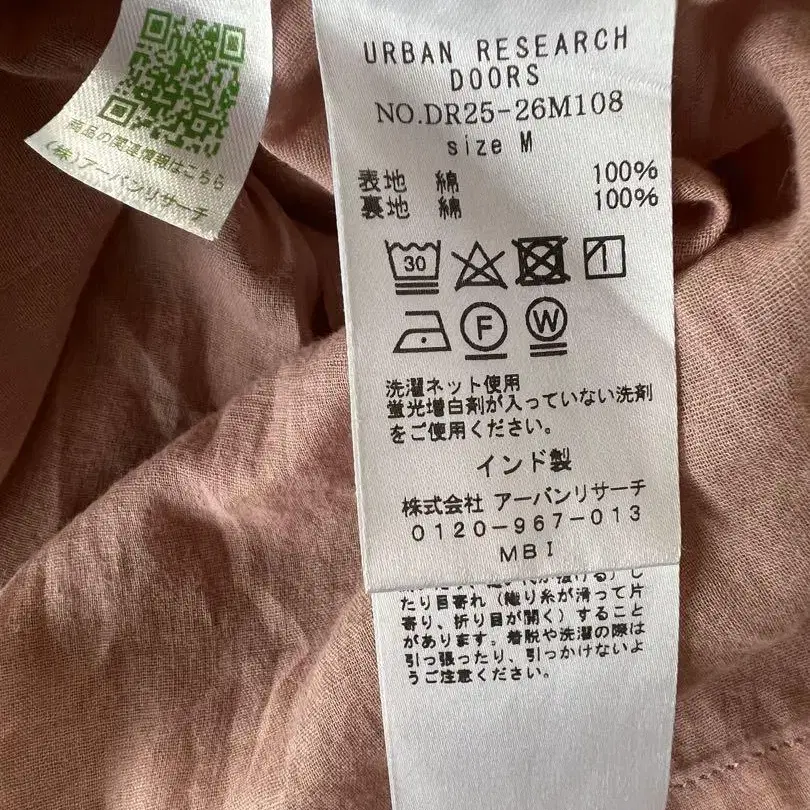 商品の関連情報はこちら
(株)アーバンリサーチ
URBAN RESEARCH
DOORS
NO.DR25-26M108
size M
表地 綿 100%
裏地 綿 100%
30
F W
洗濯ネット使用
蛍光増白剤が入っていない洗剤
をご使用ください。
インド製
株式会社 アーバンリサーチ
0120-967-013
MBI
たり目寄れ(織り糸が滑って片
寄り、折り目が開く)すること
があります。着脱や洗濯の際は
引っ張ったり、引っかけないよ
うご注意ください。